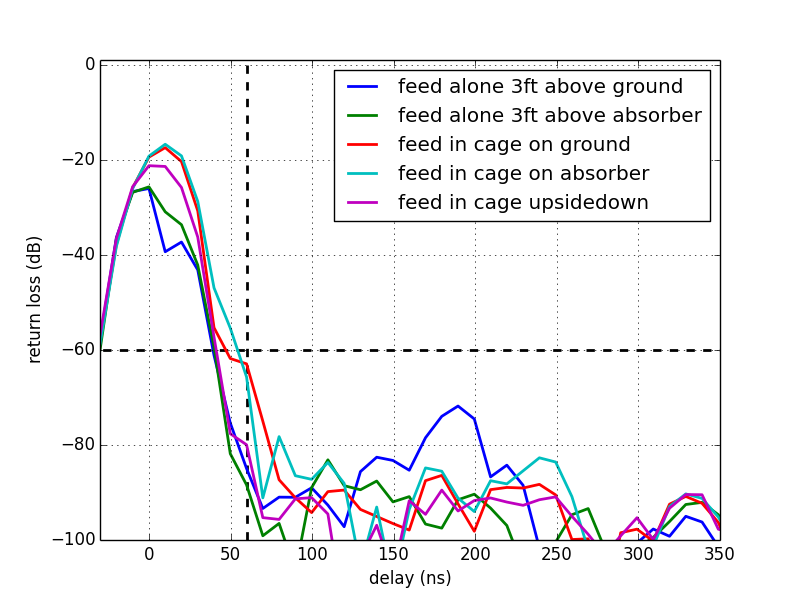 0
−20
−40
−60
−80
−100
return loss (dB)
feed alone 3ft above ground
feed alone 3ft above absorber
feed in cage on ground
feed in cage on absorber
feed in cage upsidedown
0 50 100 150 200 250 300 350
delay (ns)